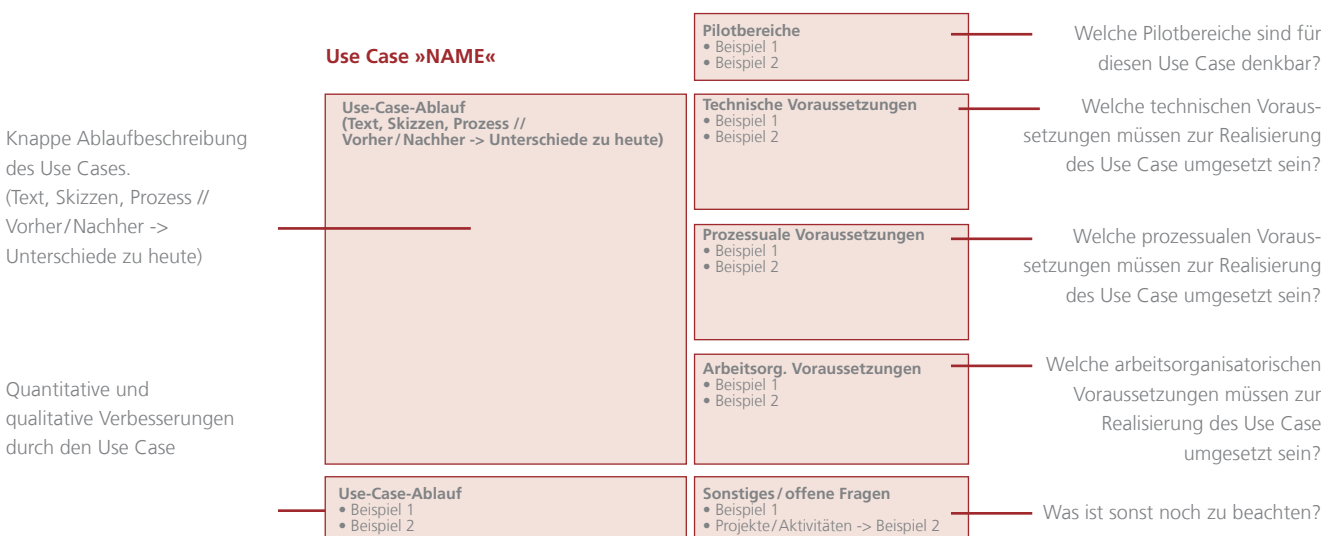 Use Case »NAME«
Knappe Ablaufbeschreibung
des Use Cases.
(Text, Skizzen, Prozess //
Vorher/Nachher ->
Unterschiede zu heute)
Quantitative und
qualitative Verbesserungen
durch den Use Case
Use-Case-Ablauf
(Text, Skizzen, Prozess //
Vorher/Nachher -> Unterschiede zu heute)
Use-Case-Ablauf
• Beispiel 1
• Beispiel 2
Pilotbereiche
• Beispiel 1
• Beispiel 2
Technische Voraussetzungen
• Beispiel 1
• Beispiel 2
Prozessuale Voraussetzungen
• Beispiel 1
• Beispiel 2
Arbeitsorg. Voraussetzungen
• Beispiel 1
• Beispiel 2
Sonstiges/offene Fragen
• Beispiel 1
• Projekte/Aktivitäten -> Beispiel 2
Welche Pilotbereiche sind für
diesen Use Case denkbar?
Welche technischen Voraus-
setzungen müssen zur Realisierung
des Use Case umgesetzt sein?
Welche prozessualen Voraus-
setzungen müssen zur Realisierung
des Use Case umgesetzt sein?
Welche arbeitsorganisatorischen
Voraussetzungen müssen zur
Realisierung des Use Case
umgesetzt sein?
Was ist sonst noch zu beachten?